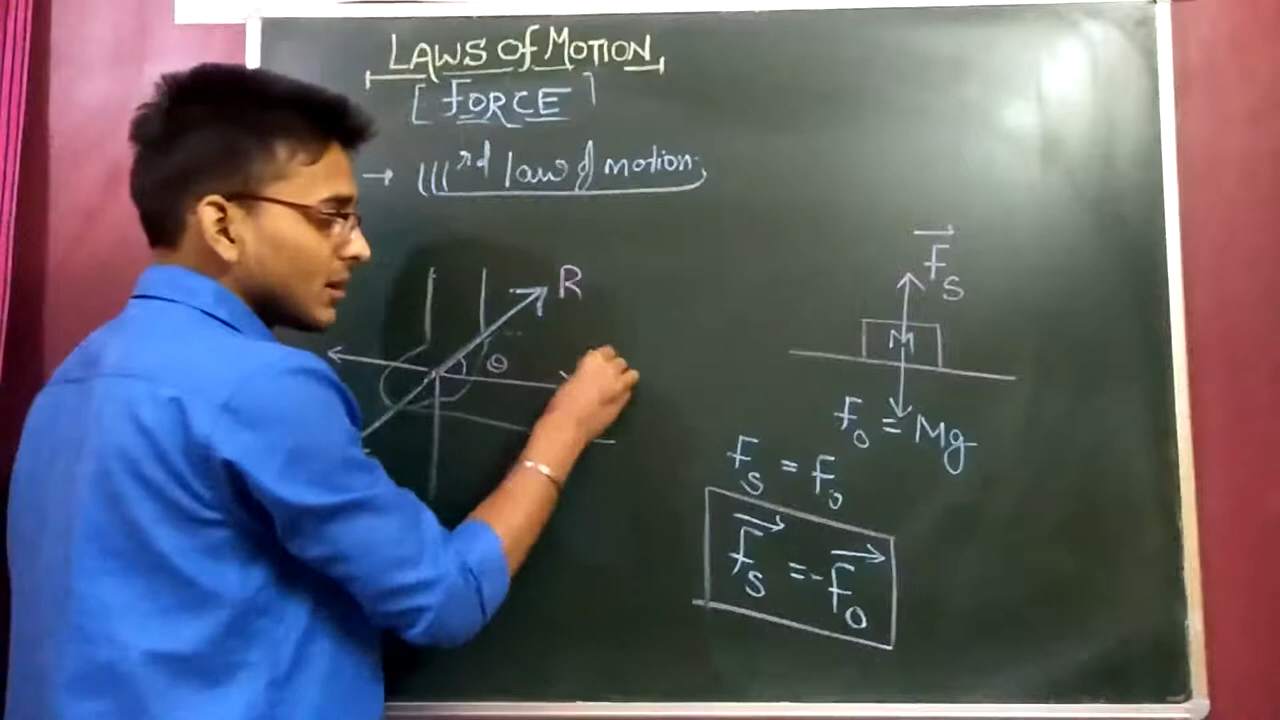 LAWS of MOTION
[ fORCE ]
→ IIIrd law of motion
R
θ
→
fS
M
fo = Mg
fS = fo
→ →
fS = - fo